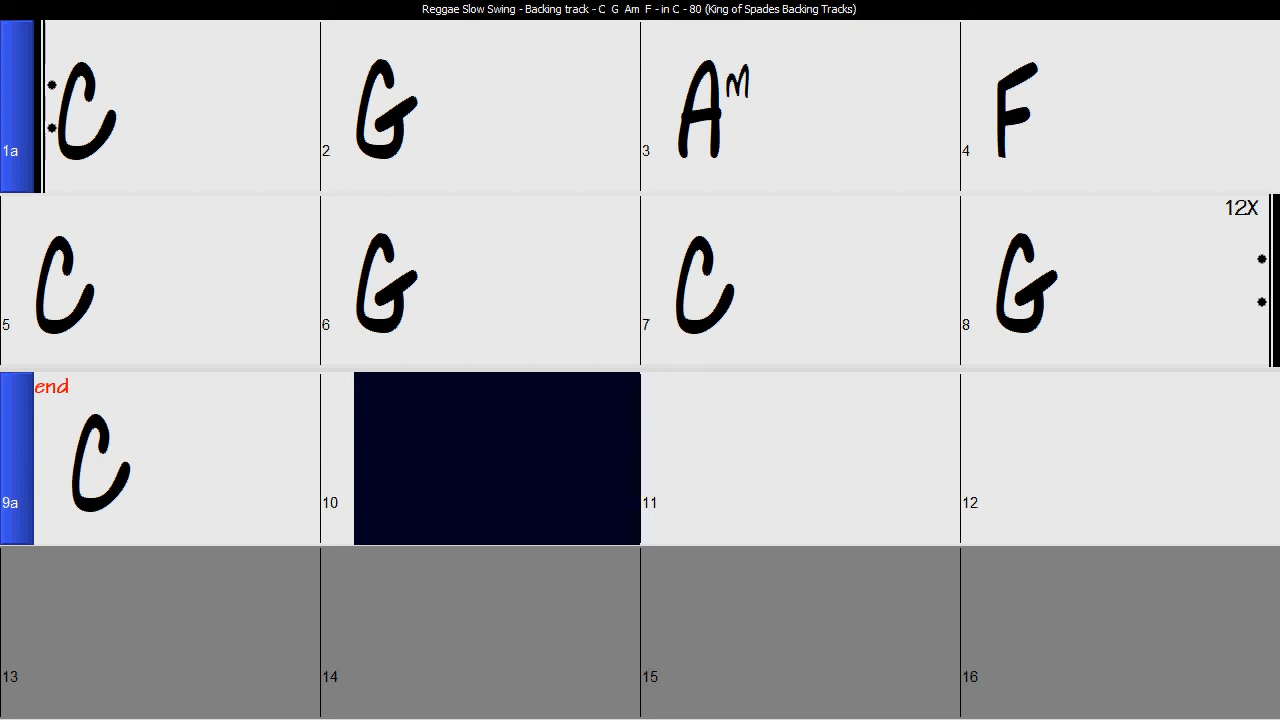 Reggae Slow Swing - Backing track - C G Am F - in C - 80 (King of Spades Backing Tracks)
1a C 2 G 3 Am 4 F
12X
5 C 6 G 7 C 8 G
end
9a C 10 11 12
13 14 15 16